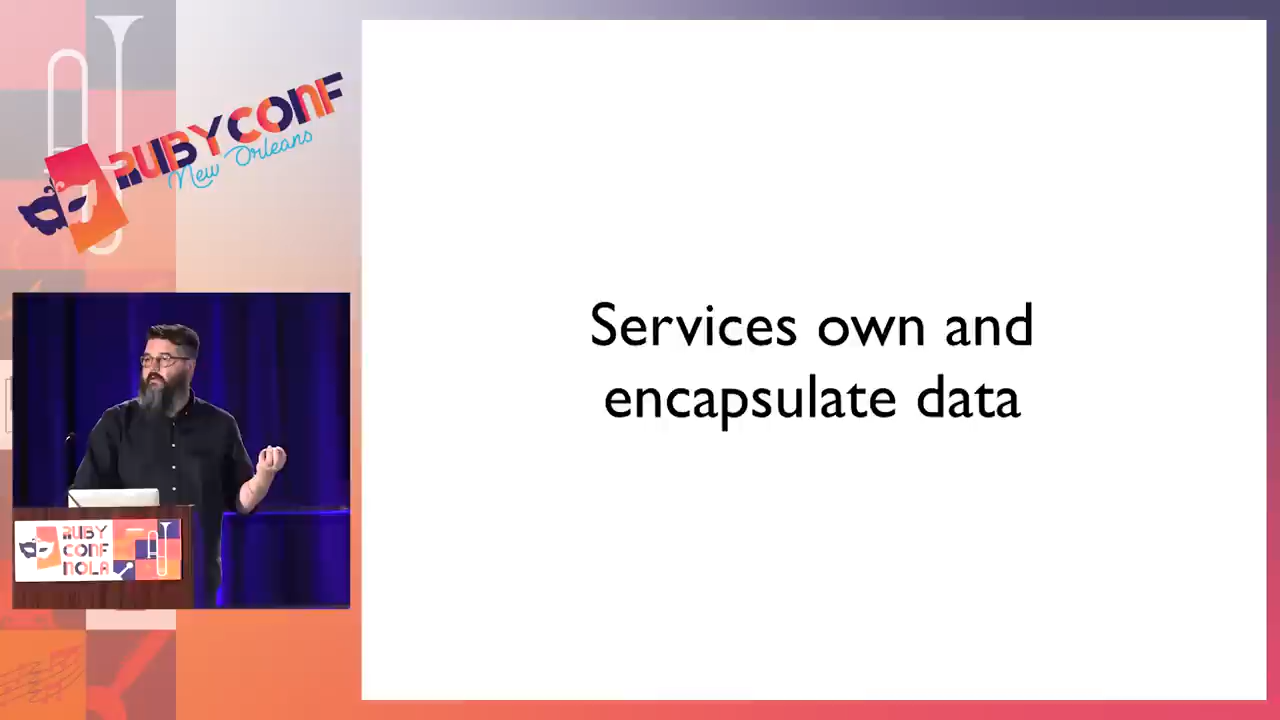 RUBYCONF
New Orleans
Services own and
encapsulate data
RUBY
CONF
NOLA